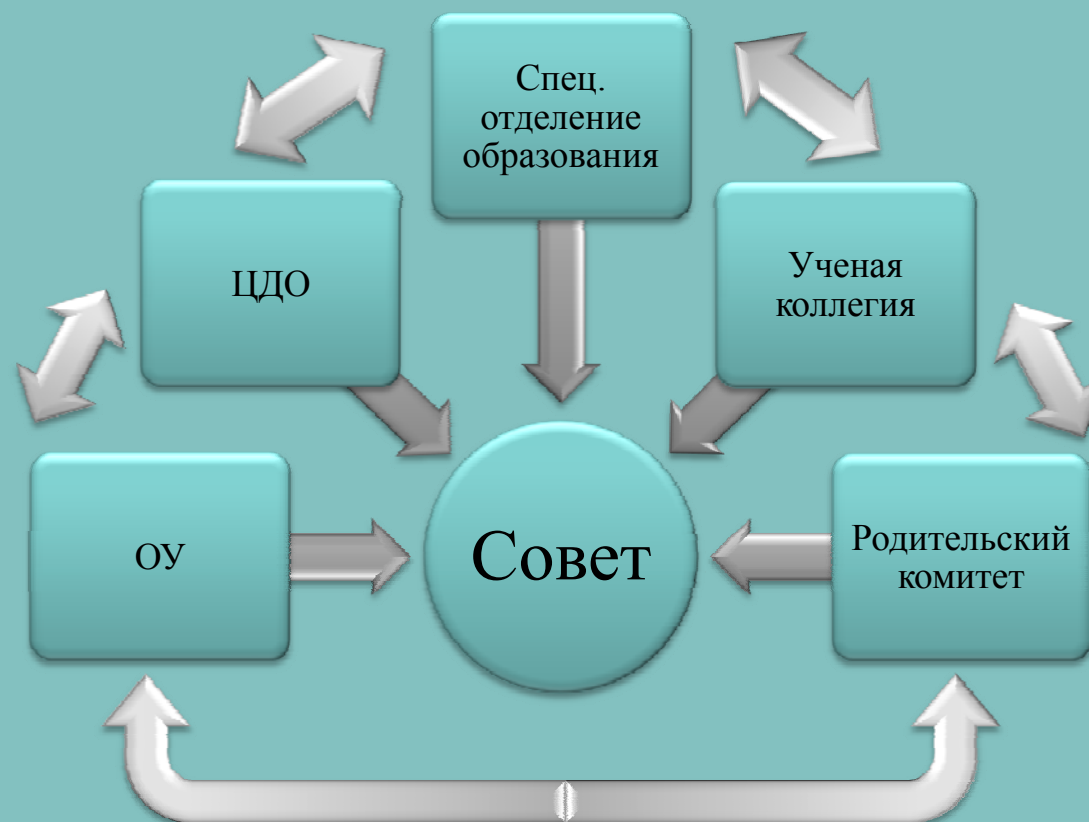 Спец.
отделение
образования
ЦДО
Ученая
коллегия
ОУ
Совет
Родительский
комитет